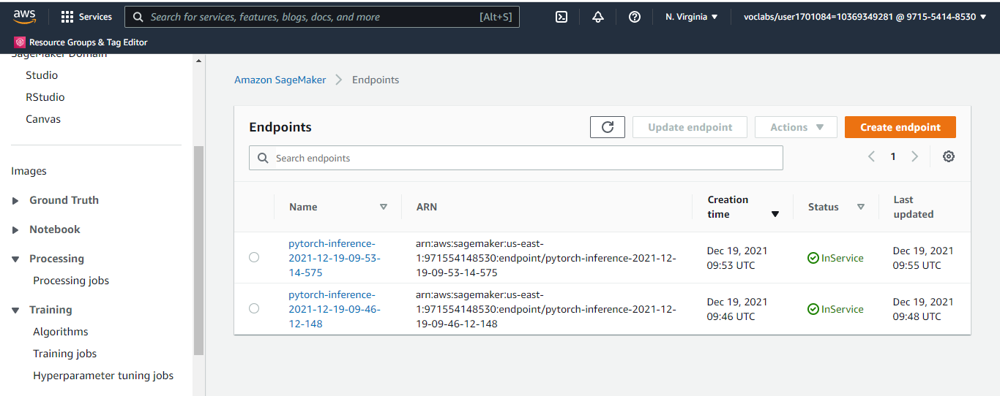 aws
Services
Search for services, features, blogs, docs, and more
[Alt+S]
N. Virginia
voclabs/user1701084=10369349281 @ 9715-5414-8530
Resource Groups & Tag Editor
SageMaker Domain
Studio
RStudio
Canvas
Images
Ground Truth
Notebook
Processing
Processing jobs
Training
Algorithms
Training jobs
Hyperparameter tuning jobs
Amazon SageMaker
Endpoints
Endpoints
Update endpoint
Actions
Create endpoint
Search endpoints
1
Name
ARN
Creation
time
Status
Last
updated
pytorch-inference-
2021-12-19-09-53-
14-575
arn:aws:sagemaker:us-east-
1:971554148530:endpoint/pytorch-inference-2021-12-
19-09-53-14-575
Dec 19, 2021
09:53 UTC
InService
Dec 19, 2021
09:55 UTC
pytorch-inference-
2021-12-19-09-46-
12-148
arn:aws:sagemaker:us-east-
1:971554148530:endpoint/pytorch-inference-2021-12-
19-09-46-12-148
Dec 19, 2021
09:46 UTC
InService
Dec 19, 2021
09:48 UTC